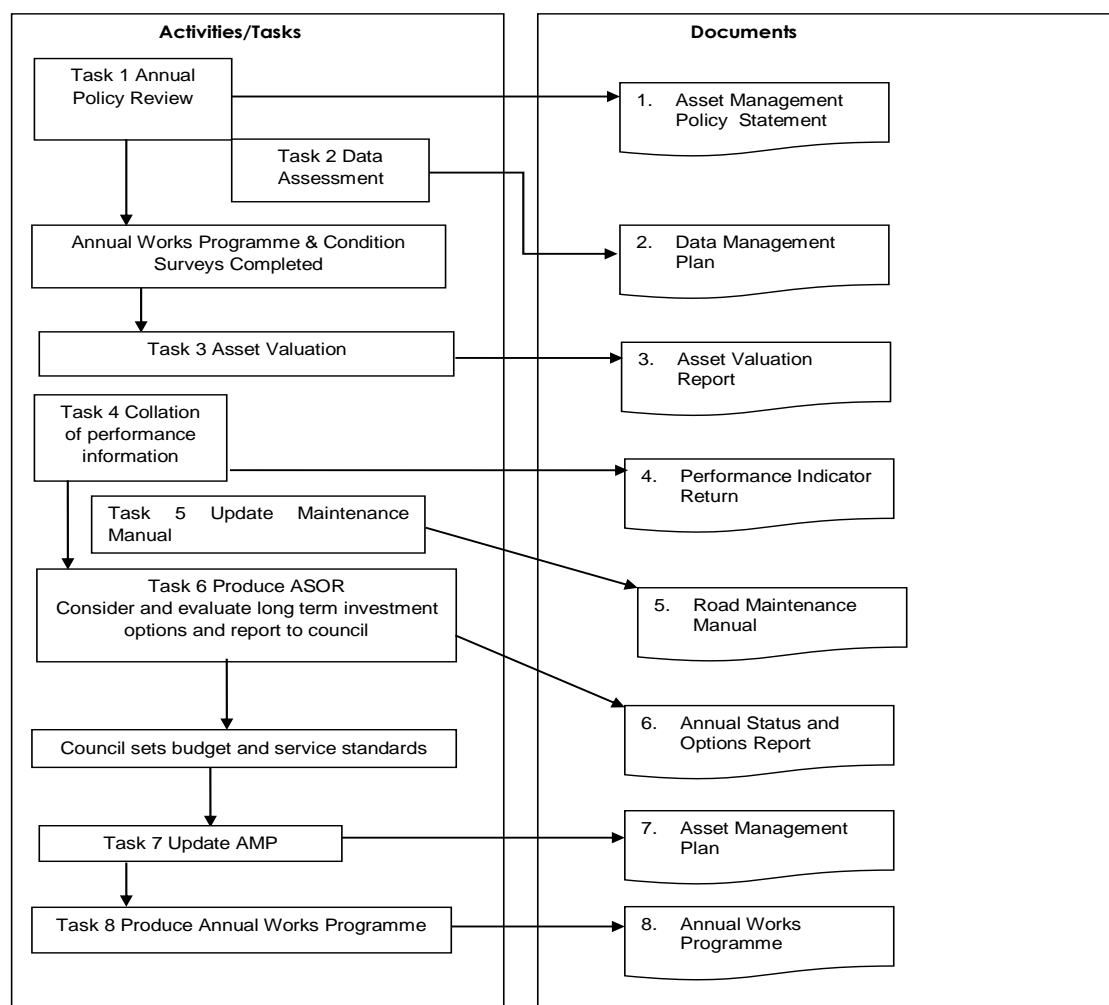 Activities/Tasks
Task 1 Annual
Policy Review
Task 2 Data
Assessment
Annual Works Programme & Condition
Surveys Completed
Task 3 Asset Valuation
Task 4 Collation
of performance
information
Task 5 Update Maintenance
Manual
Task 6 Produce ASOR
Consider and evaluate long term investment
options and report to council
Council sets budget and service standards
Task 7 Update AMP
Task 8 Produce Annual Works Programme
Documents
1. Asset Management
Policy Statement
2. Data Management
Plan
3. Asset Valuation
Report
4. Performance Indicator
Return
5. Road Maintenance
Manual
6. Annual Status and
Options Report
7. Asset Management
Plan
8. Annual Works
Programme